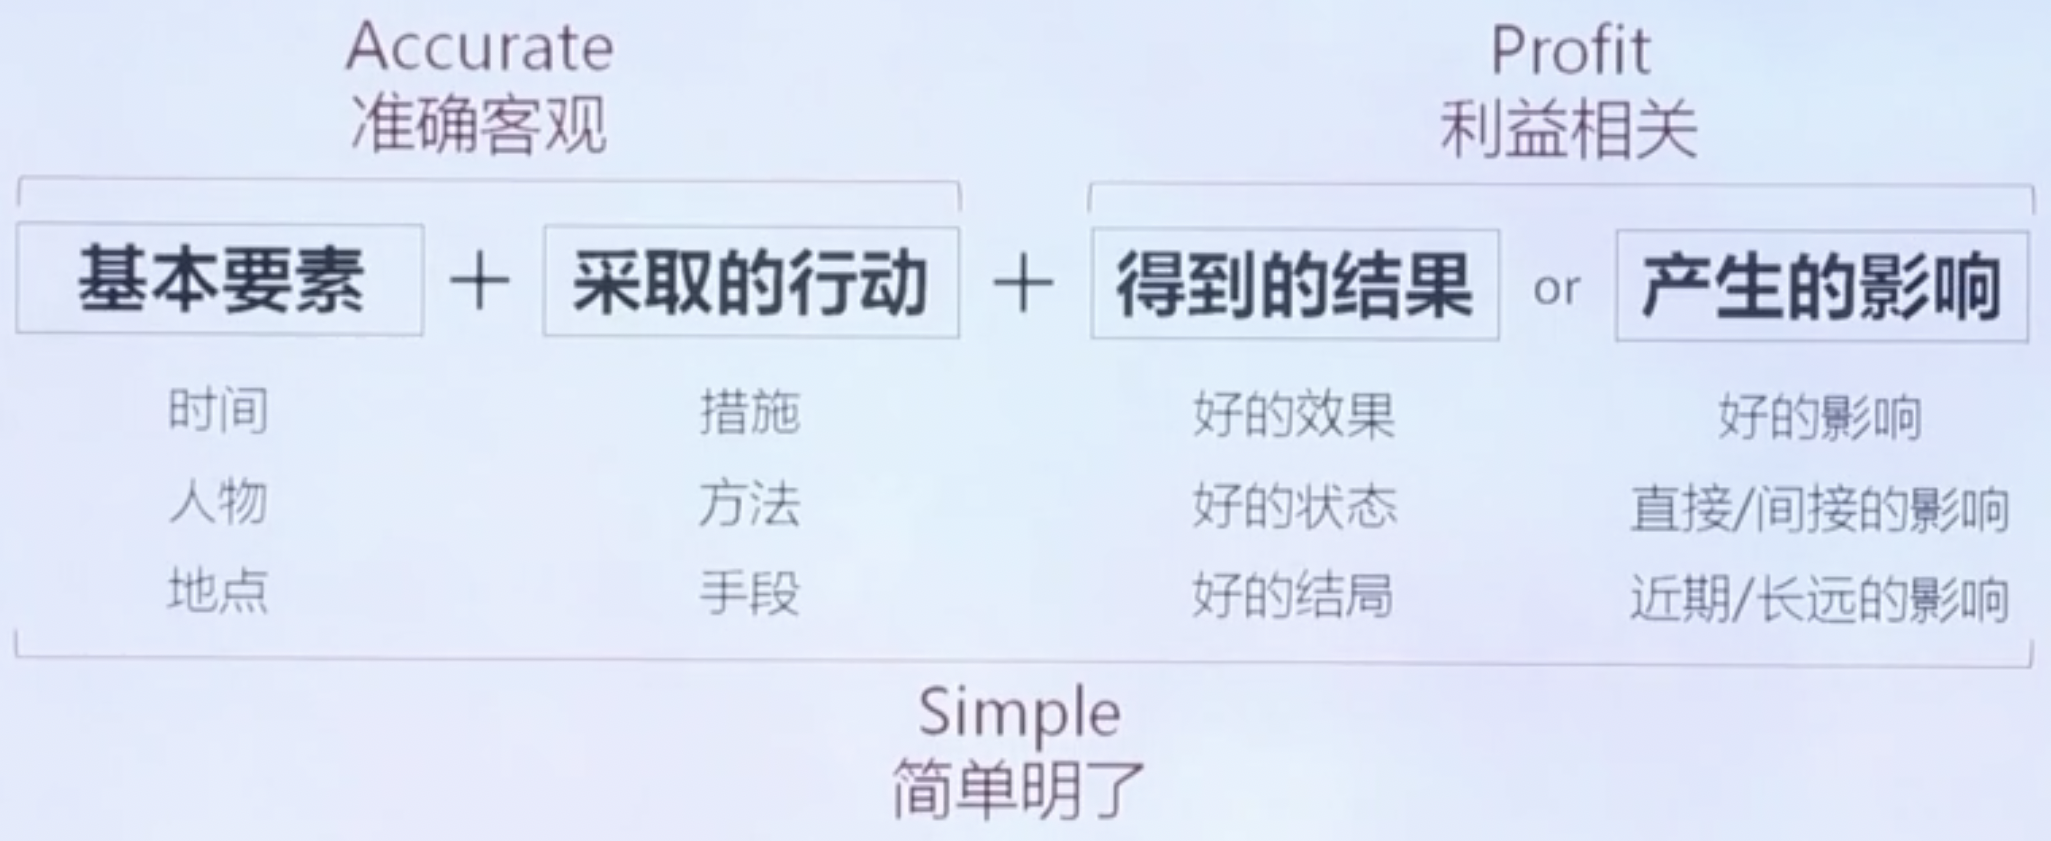 Accurate
准确客观
Profit
利益相关
基本要素 + 采取的行动 + 得到的结果 or 产生的影响
时间 措施 好的效果 好的影响
人物 方法 好的状态 直接/间接的影响
地点 手段 好的结局 近期/长远的影响
Simple
简单明了